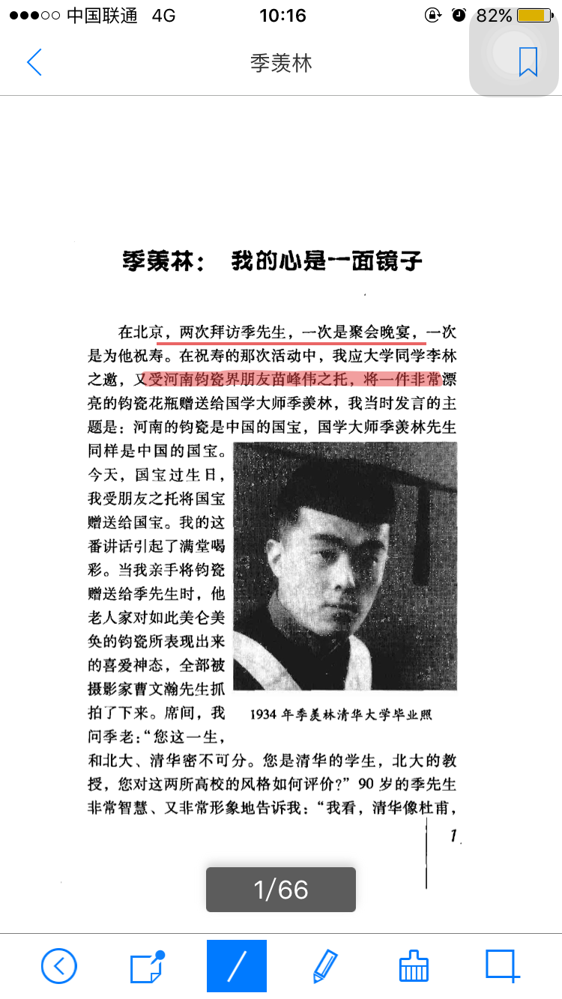 中国联通 4G 10:16 82%
季羡林
季羡林： 我的心是一面镜子
在北京，两次拜访季先生，一次是聚会晚宴，一次
是为他祝寿。在祝寿的那次活动中，我应大学同学李林
之邀，又受河南钧瓷界朋友苗峰伟之托，将一件非常漂
亮的钧瓷花瓶赠送给国学大师季羡林，我当时发言的主
题是：河南的钧瓷是中国的国宝，国学大师季羡林先生
同样是中国的国宝。
今天，国宝过生日，
我受朋友之托将国宝
赠送给国宝。我的这
番讲话引起了满堂喝
彩。当我亲手将钧瓷
赠送给季先生时，他
老人家对如此美仑美
奂的钧瓷所表现出来
的喜爱神态，全部被
摄影家曹文瀚先生抓
拍了下来。席间，我
问季老：“您这一生，
1934 年季羡林清华大学毕业照
和北大、清华密不可分。您是清华的学生，北大的教
授，您对这两所高校的风格如何评价？” 90 岁的季先生
非常智慧、又非常形象地告诉我：“我看，清华像杜甫，
1
1/66